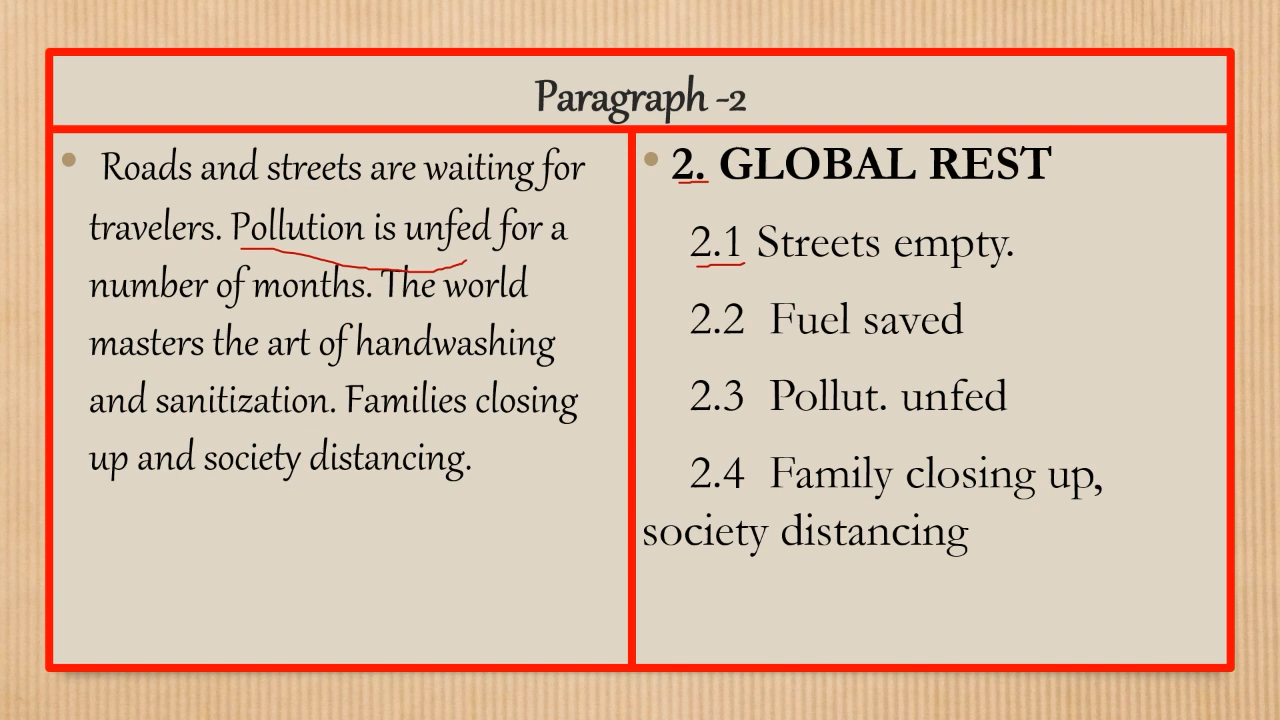 Paragraph -2
Roads and streets are waiting for
travelers. Pollution is unfed for a
number of months. The world
masters the art of handwashing
and sanitization. Families closing
up and society distancing.
2. GLOBAL REST
2.1 Streets empty.
2.2 Fuel saved
2.3 Pollut. unfed
2.4 Family closing up,
society distancing